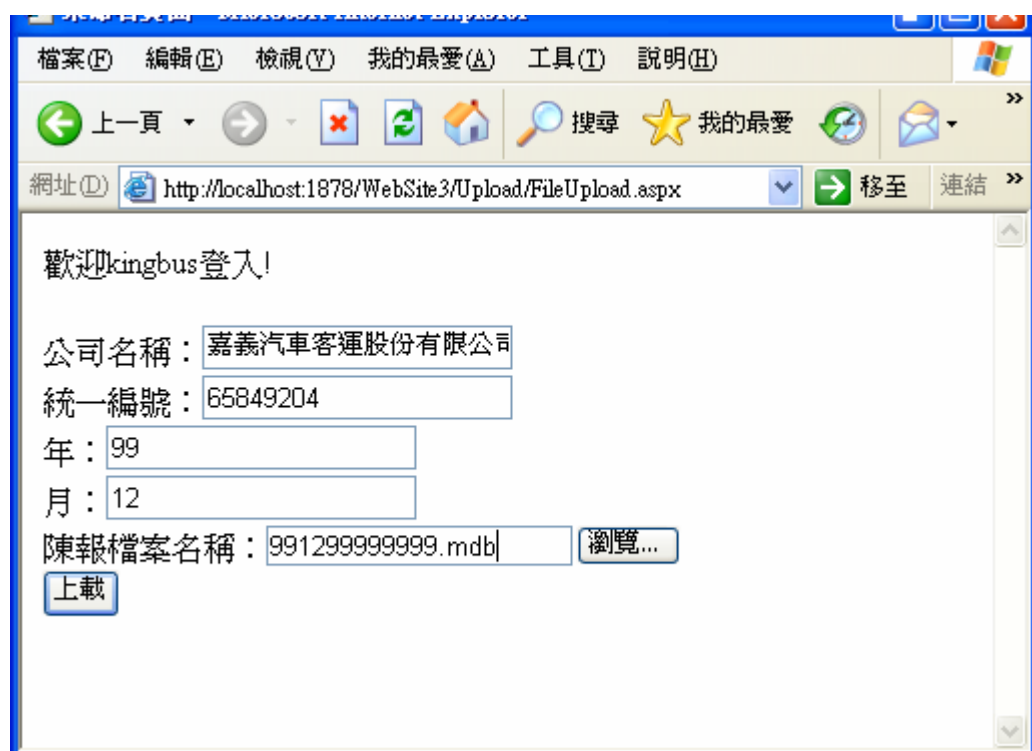 檔案(F) 編輯(E) 檢視(V) 我的最愛(A) 工具(T) 說明(H)
上一頁 搜尋 我的最愛 »
網址(D) http://localhost:1878/WebSite3/Upload/FileUpload.aspx 移至 連結 »
歡迎kingbus登入!
公司名稱：嘉義汽車客運股份有限公司
統一編號：65849204
年：99
月：12
陳報檔案名稱：991299999999.mdb 瀏覽...
上載